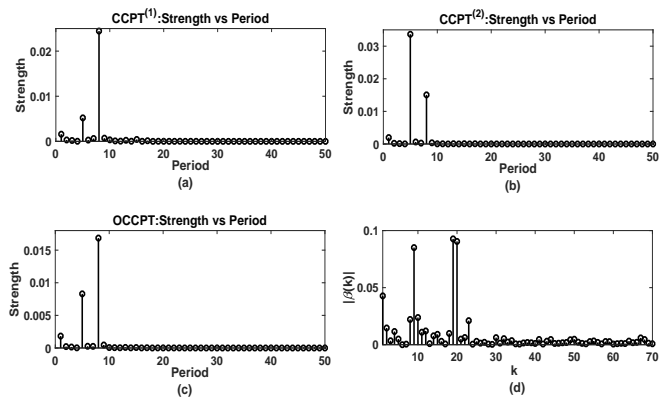 CCPT(1):Strength vs Period
Strength
0.02
0.01
0
0 10 20 30 40 50
Period
(a)
CCPT(2):Strength vs Period
Strength
0.03
0.02
0.01
0
0 10 20 30 40 50
Period
(b)
OCCPT:Strength vs Period
Strength
0.015
0.01
0.005
0
0 10 20 30 40 50
Period
(c)
|β(k)|
0.1
0.05
0
10 20 30 40 50 60 70
k
(d)